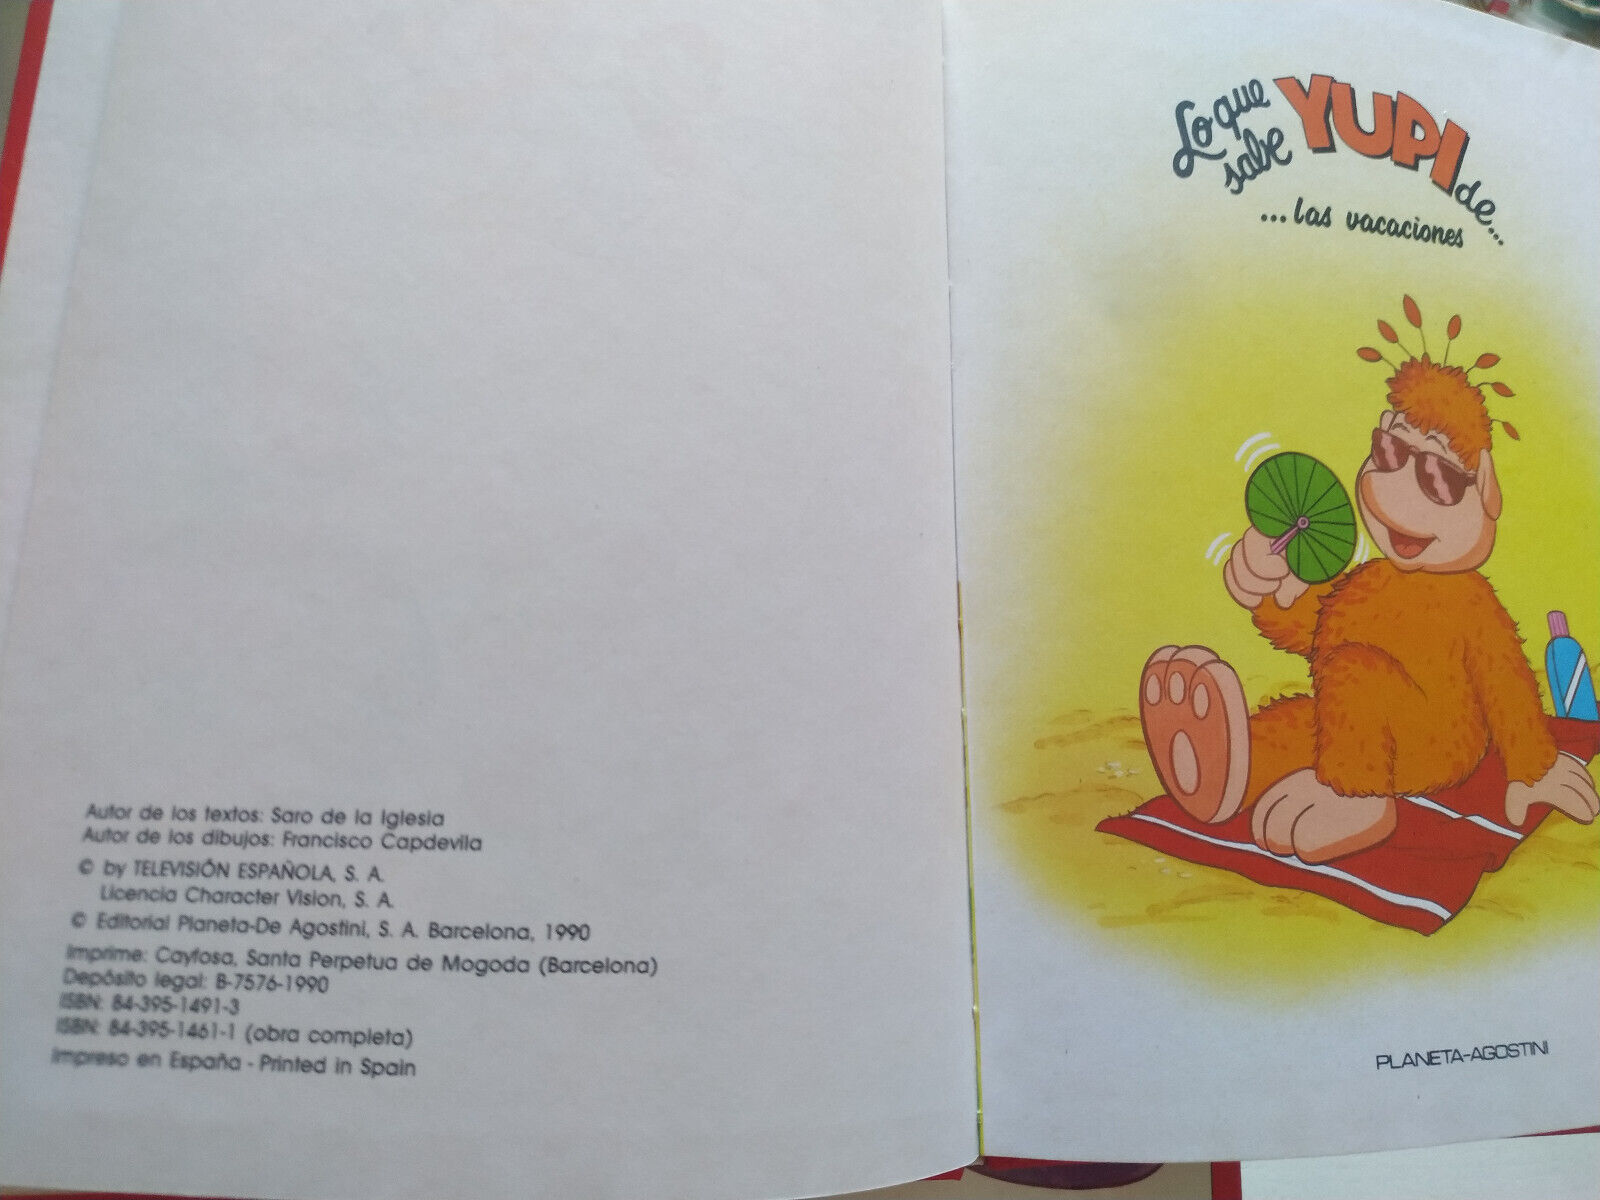 Autor de los textos: Saro de la Iglesia
Autor de los dibujos: Francisco Capdevila
© by TELEVISIÓN ESPAÑOLA, S. A.
Licencia Character Vision, S. A.
© Editorial Planeta-De Agostini, S. A. Barcelona, 1990
Imprime: Cayfosa, Santa Perpetua de Mogoda (Barcelona)
Depósito legal: B-7576-1990
ISBN: 84-395-1491-3
ISBN: 84-395-1461-1 (obra completa)
Impreso en España - Printed in Spain
Lo que
sabe
YUPI
de...
...las vacaciones
PLANETA-AGOSTINI